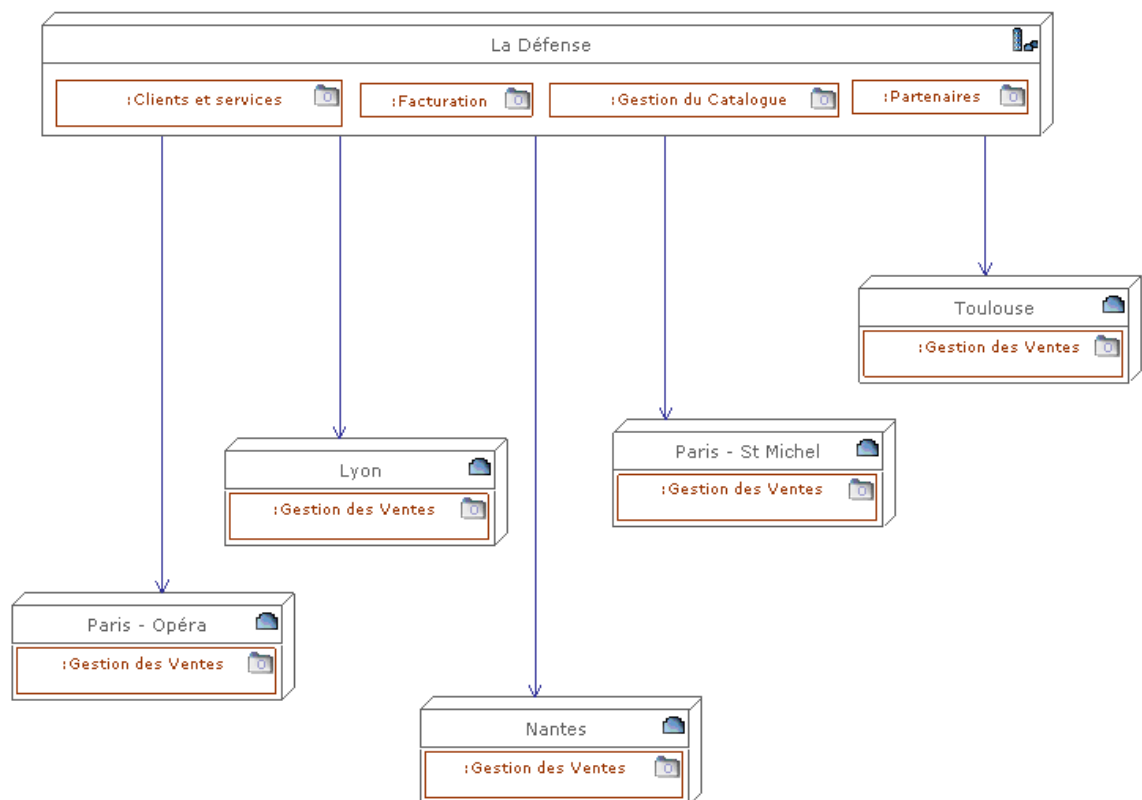 La Défense
:Clients et services
:Facturation
:Gestion du Catalogue
:Partenaires
Toulouse
:Gestion des Ventes
Paris - St Michel
:Gestion des Ventes
Lyon
:Gestion des Ventes
Paris - Opéra
:Gestion des Ventes
Nantes
:Gestion des Ventes